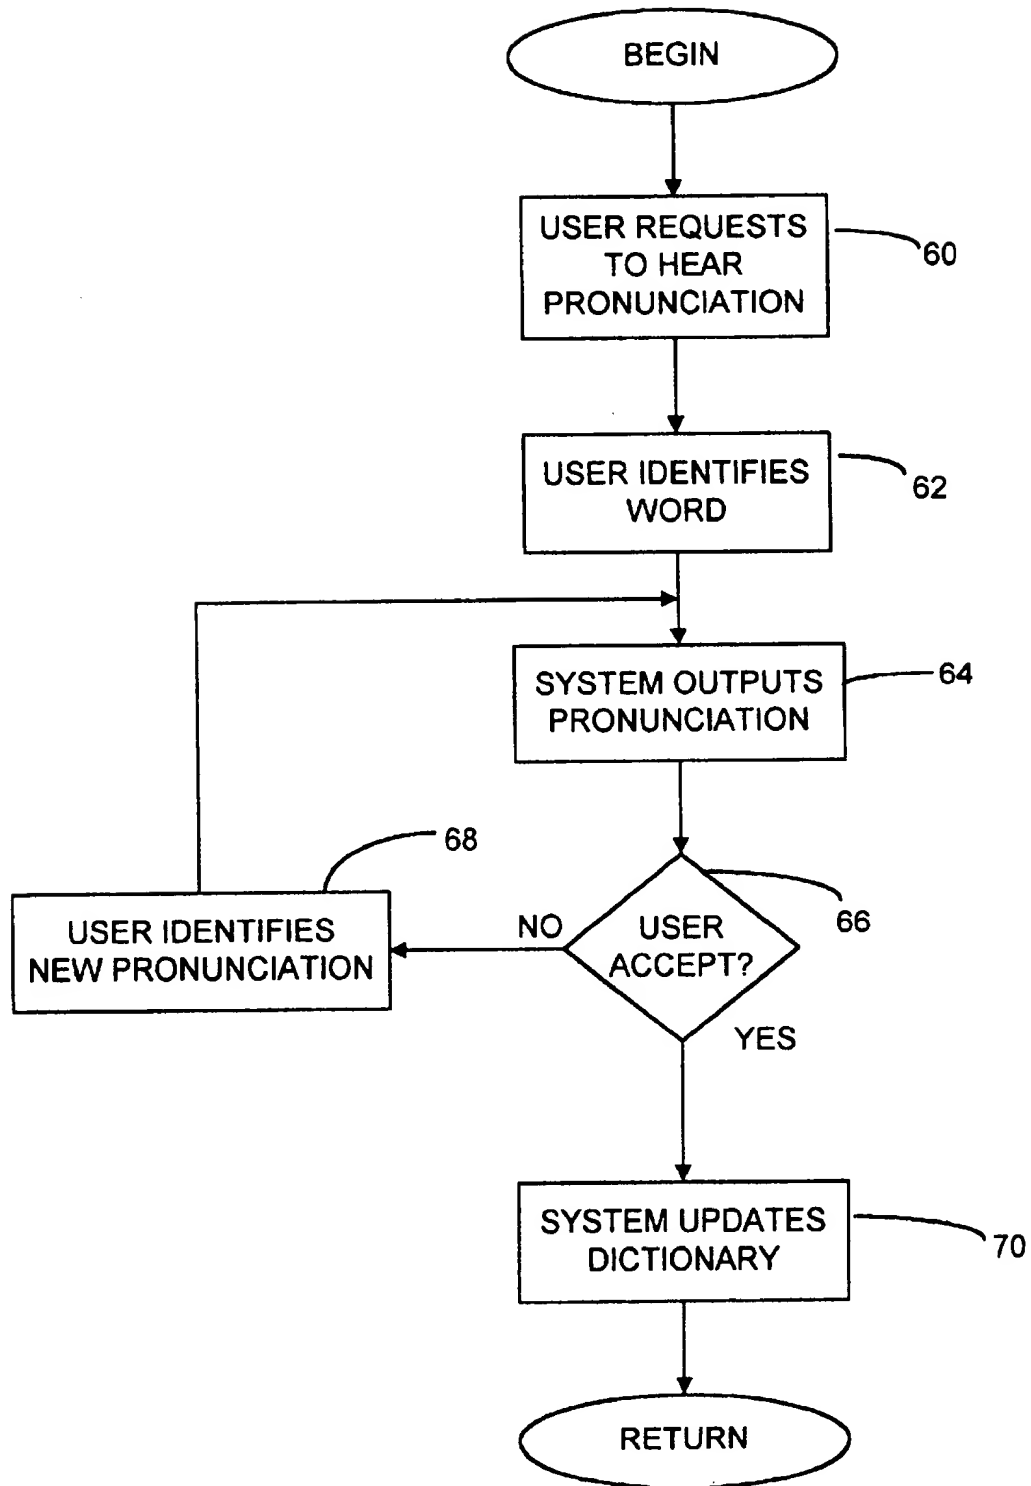 BEGIN
USER REQUESTS
TO HEAR
PRONUNCIATION
60
USER IDENTIFIES
WORD
62
SYSTEM OUTPUTS
PRONUNCIATION
64
68
USER IDENTIFIES
NEW PRONUNCIATION
NO
USER
ACCEPT?
66
YES
SYSTEM UPDATES
DICTIONARY
70
RETURN